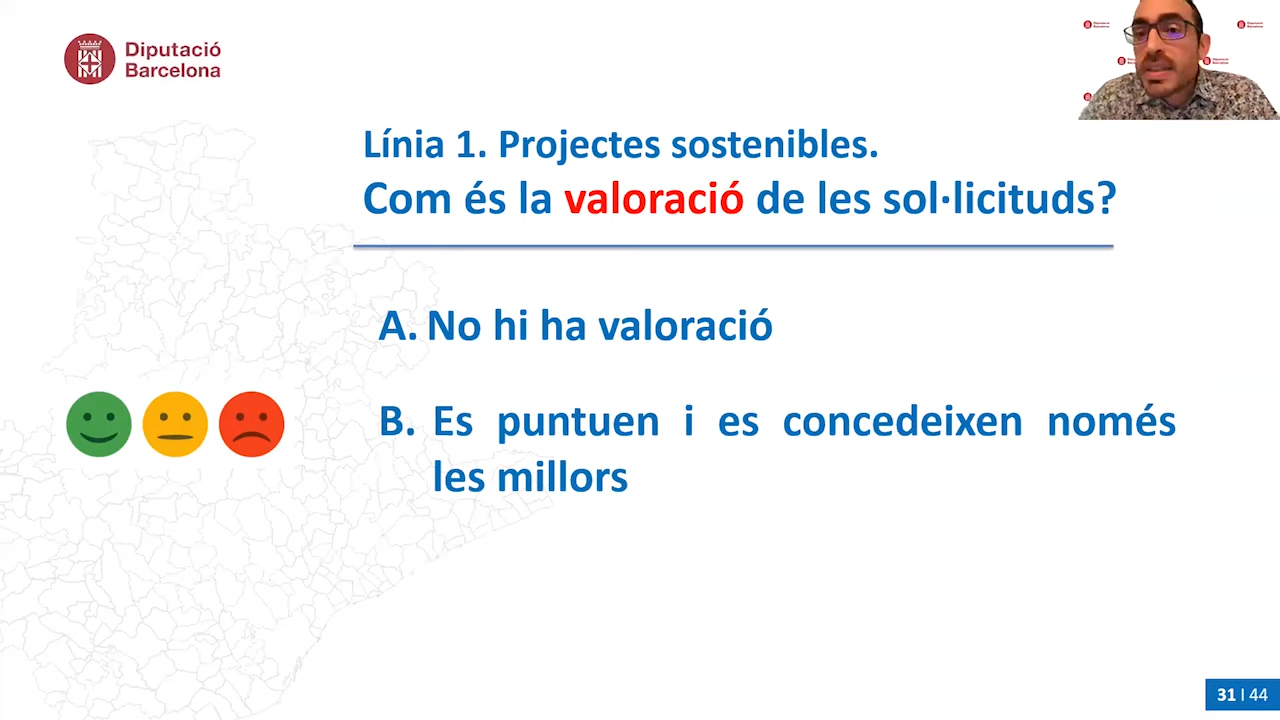 Diputació
Barcelona
Línia 1. Projectes sostenibles.
Com és la valoració de les sol·licituds?
A. No hi ha valoració
B. Es puntuen i es concedeixen només
les millors
31 | 44